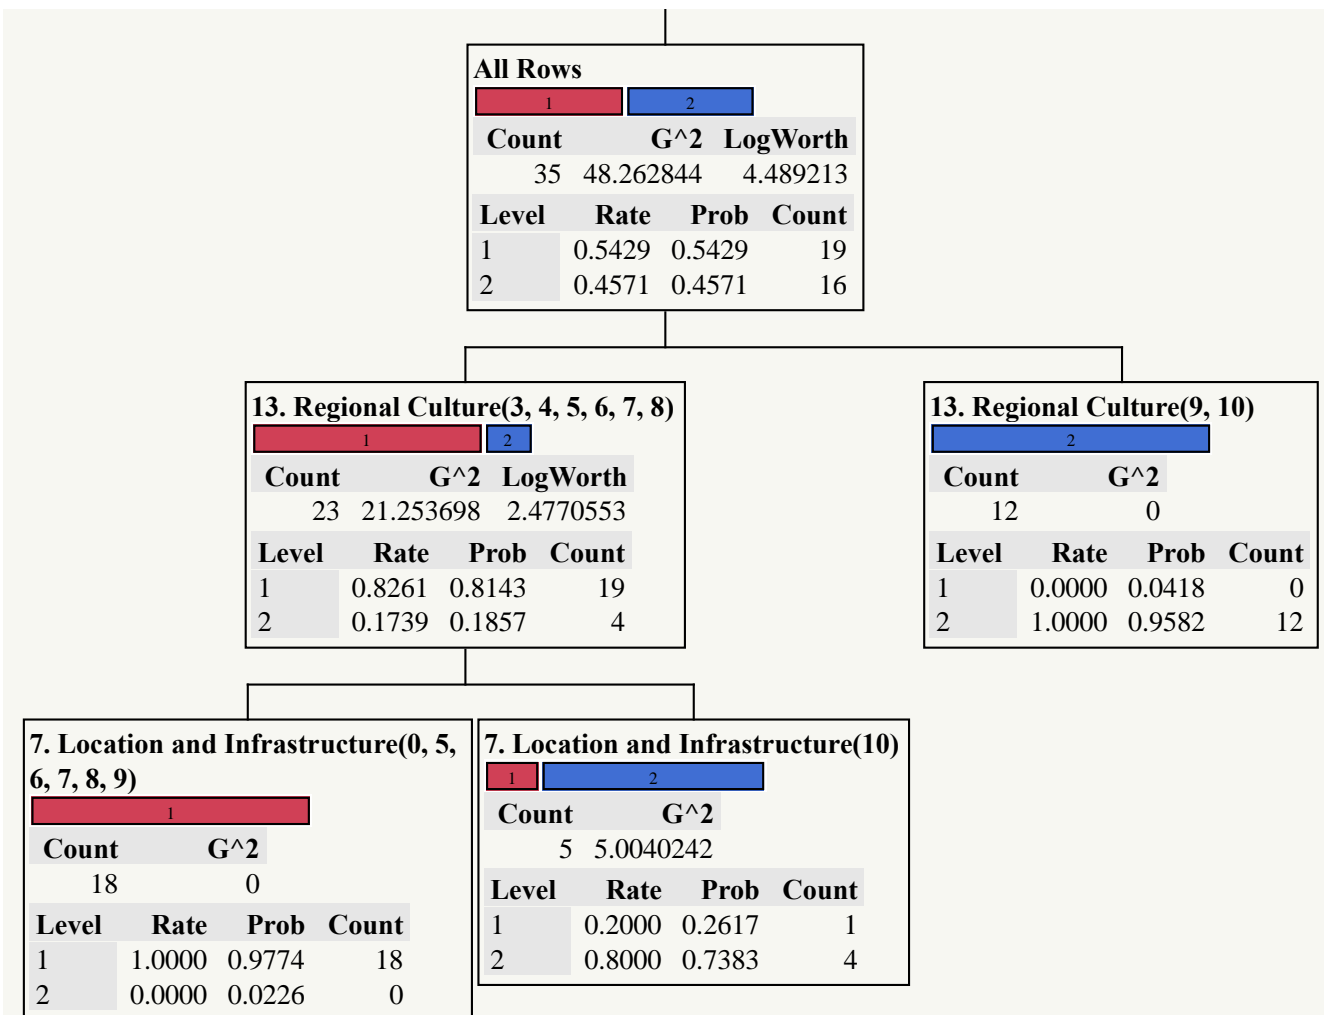 All Rows
1 2
Count G^2 LogWorth
35 48.262844 4.489213
Level Rate Prob Count
1 0.5429 0.5429 19
2 0.4571 0.4571 16
13. Regional Culture(3, 4, 5, 6, 7, 8)
1 2
Count G^2 LogWorth
23 21.253698 2.4770553
Level Rate Prob Count
1 0.8261 0.8143 19
2 0.1739 0.1857 4
13. Regional Culture(9, 10)
2
Count G^2
12 0
Level Rate Prob Count
1 0.0000 0.0418 0
2 1.0000 0.9582 12
7. Location and Infrastructure(0, 5,
6, 7, 8, 9)
1
Count G^2
18 0
Level Rate Prob Count
1 1.0000 0.9774 18
2 0.0000 0.0226 0
7. Location and Infrastructure(10)
1 2
Count G^2
5 5.0040242
Level Rate Prob Count
1 0.2000 0.2617 1
2 0.8000 0.7383 4